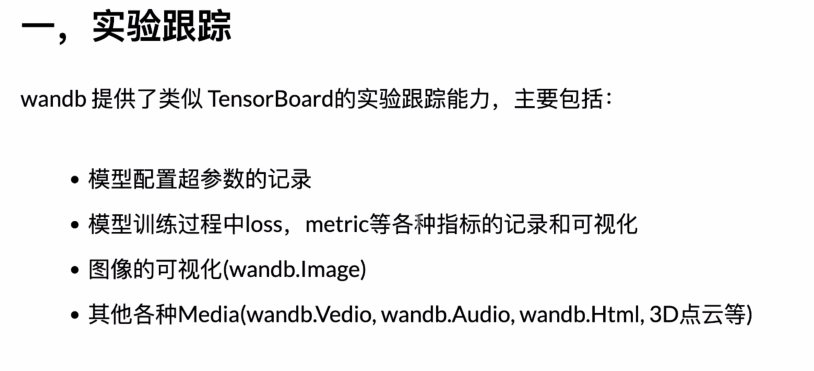 一，实验跟踪
wandb 提供了类似 TensorBoard的实验跟踪能力，主要包括：
• 模型配置超参数的记录
• 模型训练过程中loss，metric等各种指标的记录和可视化
• 图像的可视化(wandb.Image)
• 其他各种Media(wandb.Vedio, wandb.Audio, wandb.Html, 3D点云等)